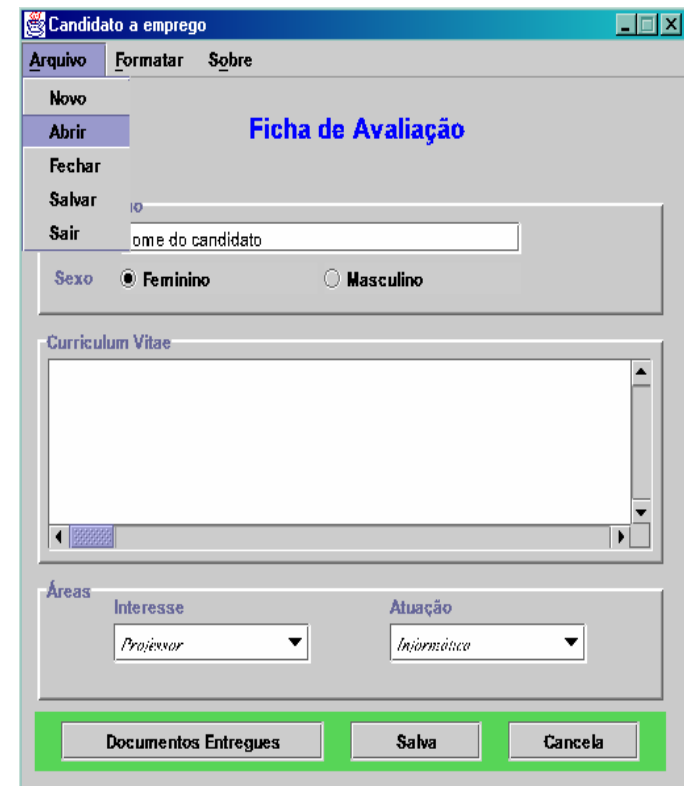 Candidato a emprego
Arquivo Formatar Sobre
Novo
Abrir
Fechar
Salvar
Sair
Ficha de Avaliação
ome do candidato
Sexo Feminino Masculino
Curriculum Vitae
Áreas
Interesse Atuação
Professor Informática
Documentos Entregues Salva Cancela